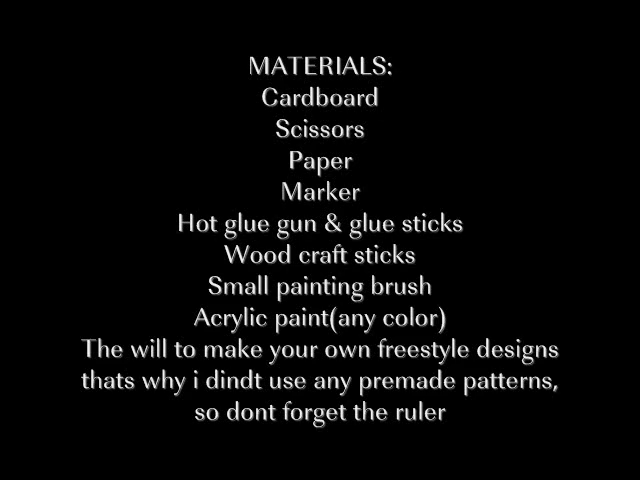 MATERIALS:
Cardboard
Scissors
Paper
Marker
Hot glue gun & glue sticks
Wood craft sticks
Small painting brush
Acrylic paint(any color)
The will to make your own freestyle designs
thats why i dindt use any premade patterns,
so dont forget the ruler